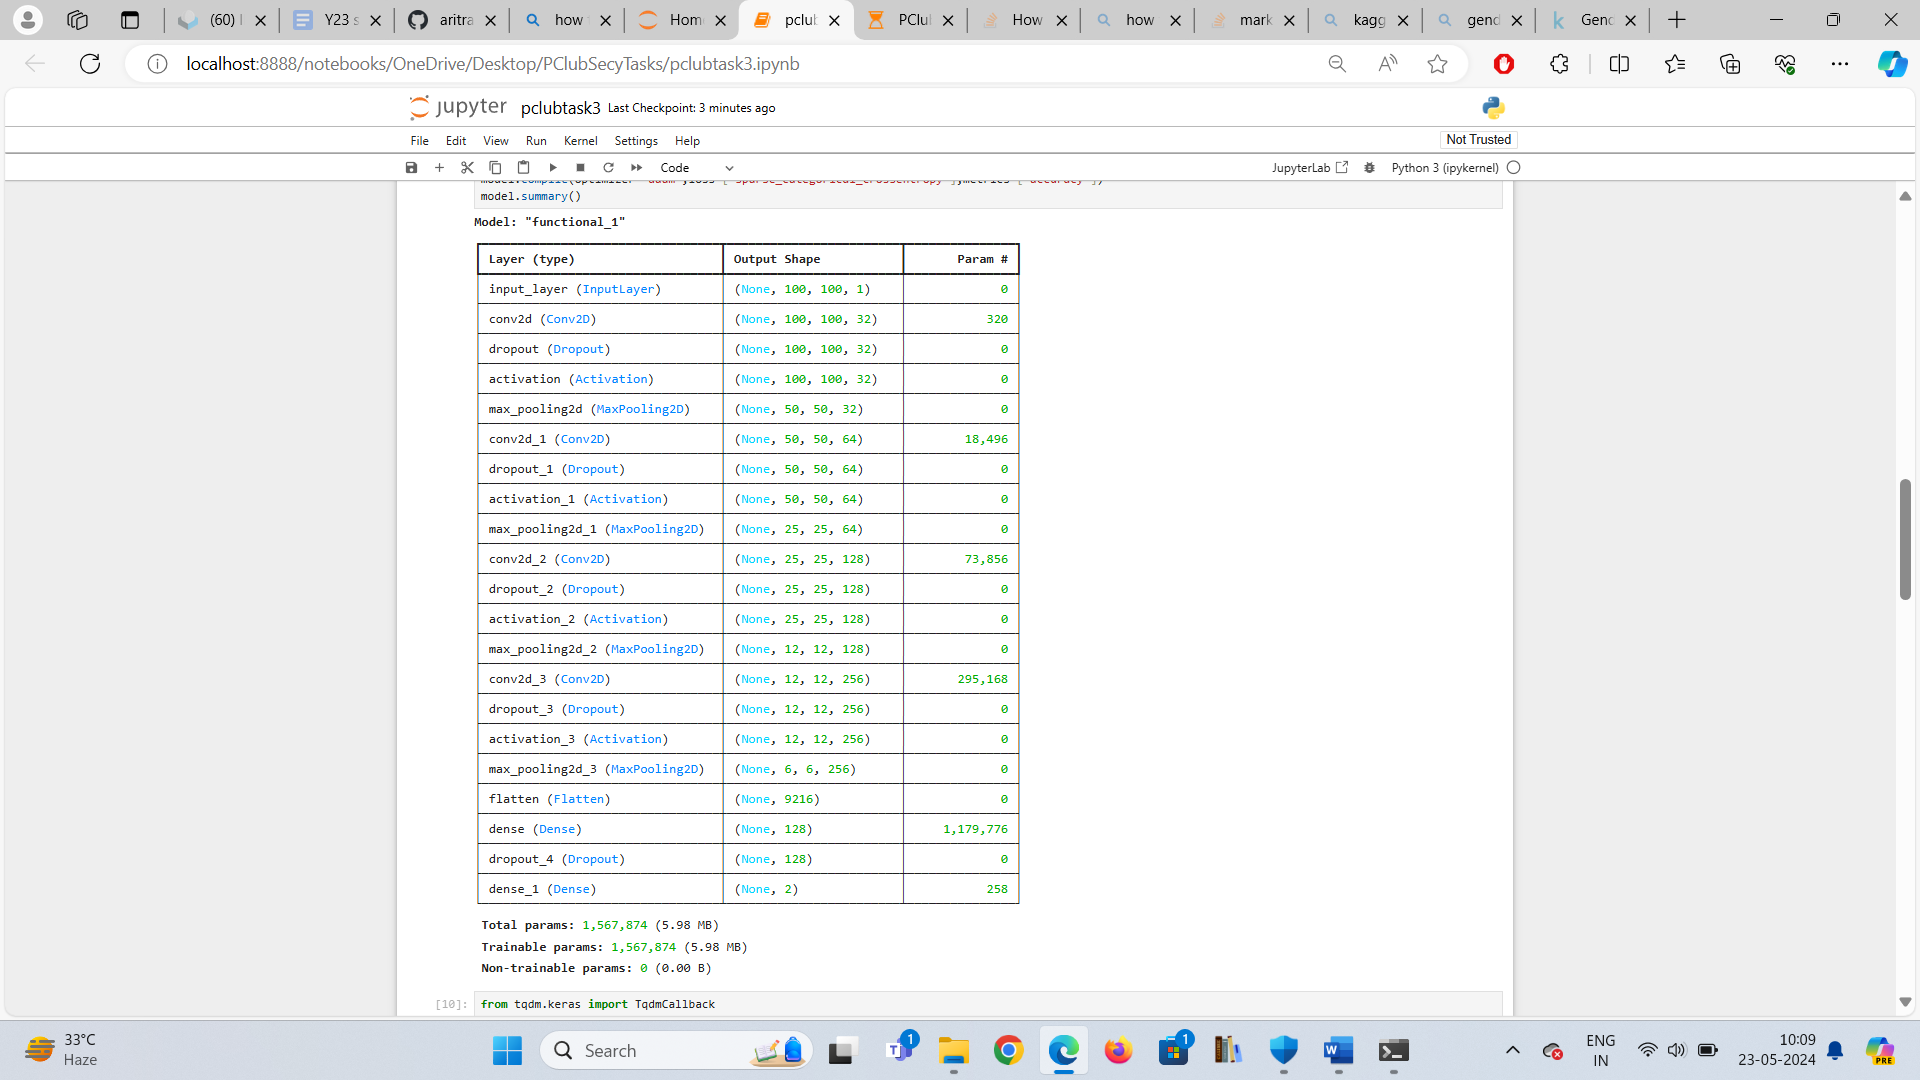 (60) Y23 s aritra how Hom pclub PClub How how mark kagg gend Genc
localhost:8888/notebooks/OneDrive/Desktop/PClubSecyTasks/pclubtask3.ipynb
jupyter pclubtask3 Last Checkpoint: 3 minutes ago
File Edit View Run Kernel Settings Help Not Trusted
Code JupyterLab Python 3 (ipykernel)
model.summary()
Model: "functional_1"
Layer (type) Output Shape Param #
input_layer (InputLayer) (None, 100, 100, 1) 0
conv2d (Conv2D) (None, 100, 100, 32) 320
dropout (Dropout) (None, 100, 100, 32) 0
activation (Activation) (None, 100, 100, 32) 0
max_pooling2d (MaxPooling2D) (None, 50, 50, 32) 0
conv2d_1 (Conv2D) (None, 50, 50, 64) 18,496
dropout_1 (Dropout) (None, 50, 50, 64) 0
activation_1 (Activation) (None, 50, 50, 64) 0
max_pooling2d_1 (MaxPooling2D) (None, 25, 25, 64) 0
conv2d_2 (Conv2D) (None, 25, 25, 128) 73,856
dropout_2 (Dropout) (None, 25, 25, 128) 0
activation_2 (Activation) (None, 25, 25, 128) 0
max_pooling2d_2 (MaxPooling2D) (None, 12, 12, 128) 0
conv2d_3 (Conv2D) (None, 12, 12, 256) 295,168
dropout_3 (Dropout) (None, 12, 12, 256) 0
activation_3 (Activation) (None, 12, 12, 256) 0
max_pooling2d_3 (MaxPooling2D) (None, 6, 6, 256) 0
flatten (Flatten) (None, 9216) 0
dense (Dense) (None, 128) 1,179,776
dropout_4 (Dropout) (None, 128) 0
dense_1 (Dense) (None, 2) 258
Total params: 1,567,874 (5.98 MB)
Trainable params: 1,567,874 (5.98 MB)
Non-trainable params: 0 (0.00 B)
[10]: from tqdm.keras import TqdmCallback
33°C
Haze
Search
1
1
ENG
IN
10:09
23-05-2024
PRE